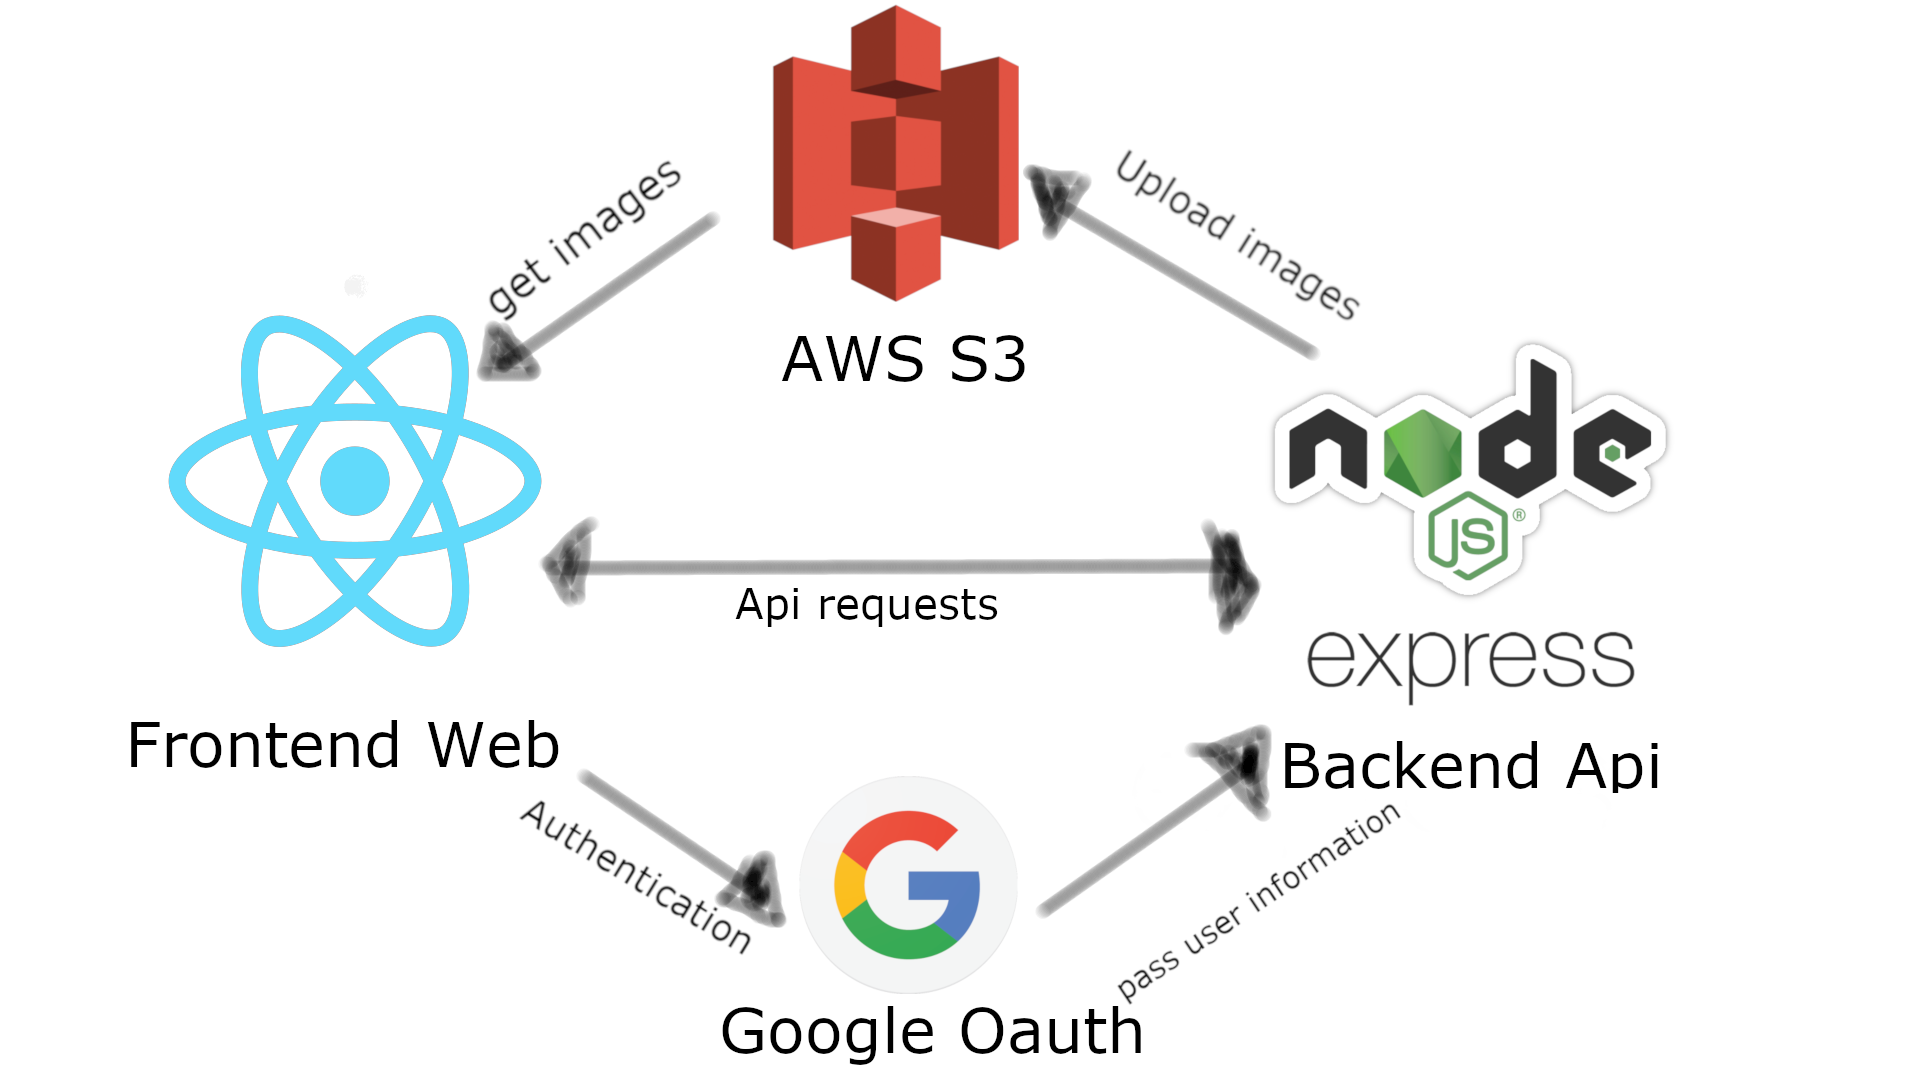 get images
Upload images
AWS S3
node
JS®
Api requests
express
Frontend Web
Backend Api
Authentication
pass user information
Google Oauth